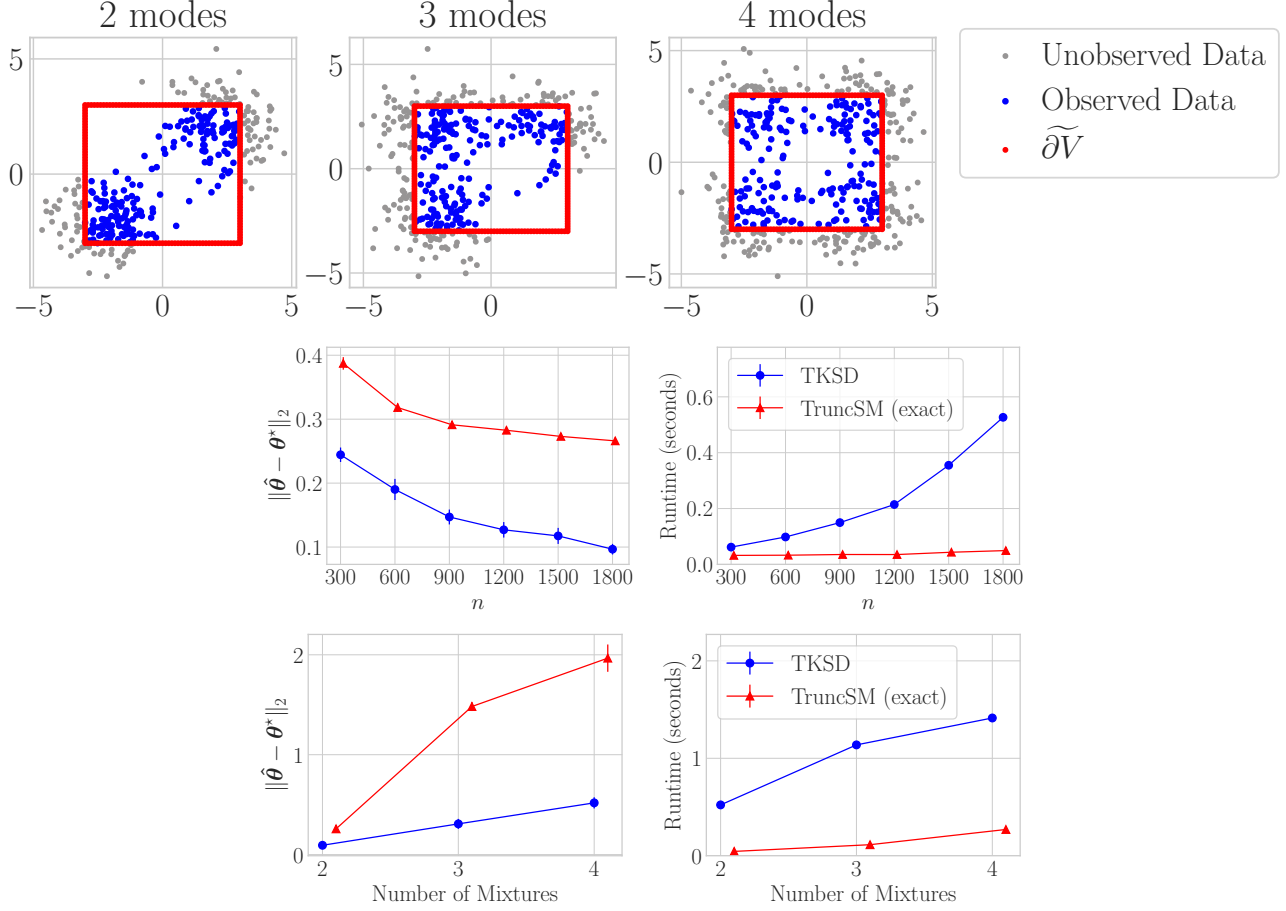 2 modes
3 modes
4 modes
5
0
−5
0
5
5
0
−5
0
5
0
−5
−5
0
5
Unobserved Data
Observed Data
∂̃V
0.4
0.3
0.2
0.1
‖θ̂ − θ⋆‖₂
300
600
900
1200
1500
1800
n
0.6
0.4
0.2
0.0
Runtime (seconds)
TKSD
TruncSM (exact)
300
600
900
1200
1500
1800
n
2
1
0
‖θ̂ − θ⋆‖₂
2
3
4
Number of Mixtures
2
1
0
Runtime (seconds)
TKSD
TruncSM (exact)
2
3
4
Number of Mixtures